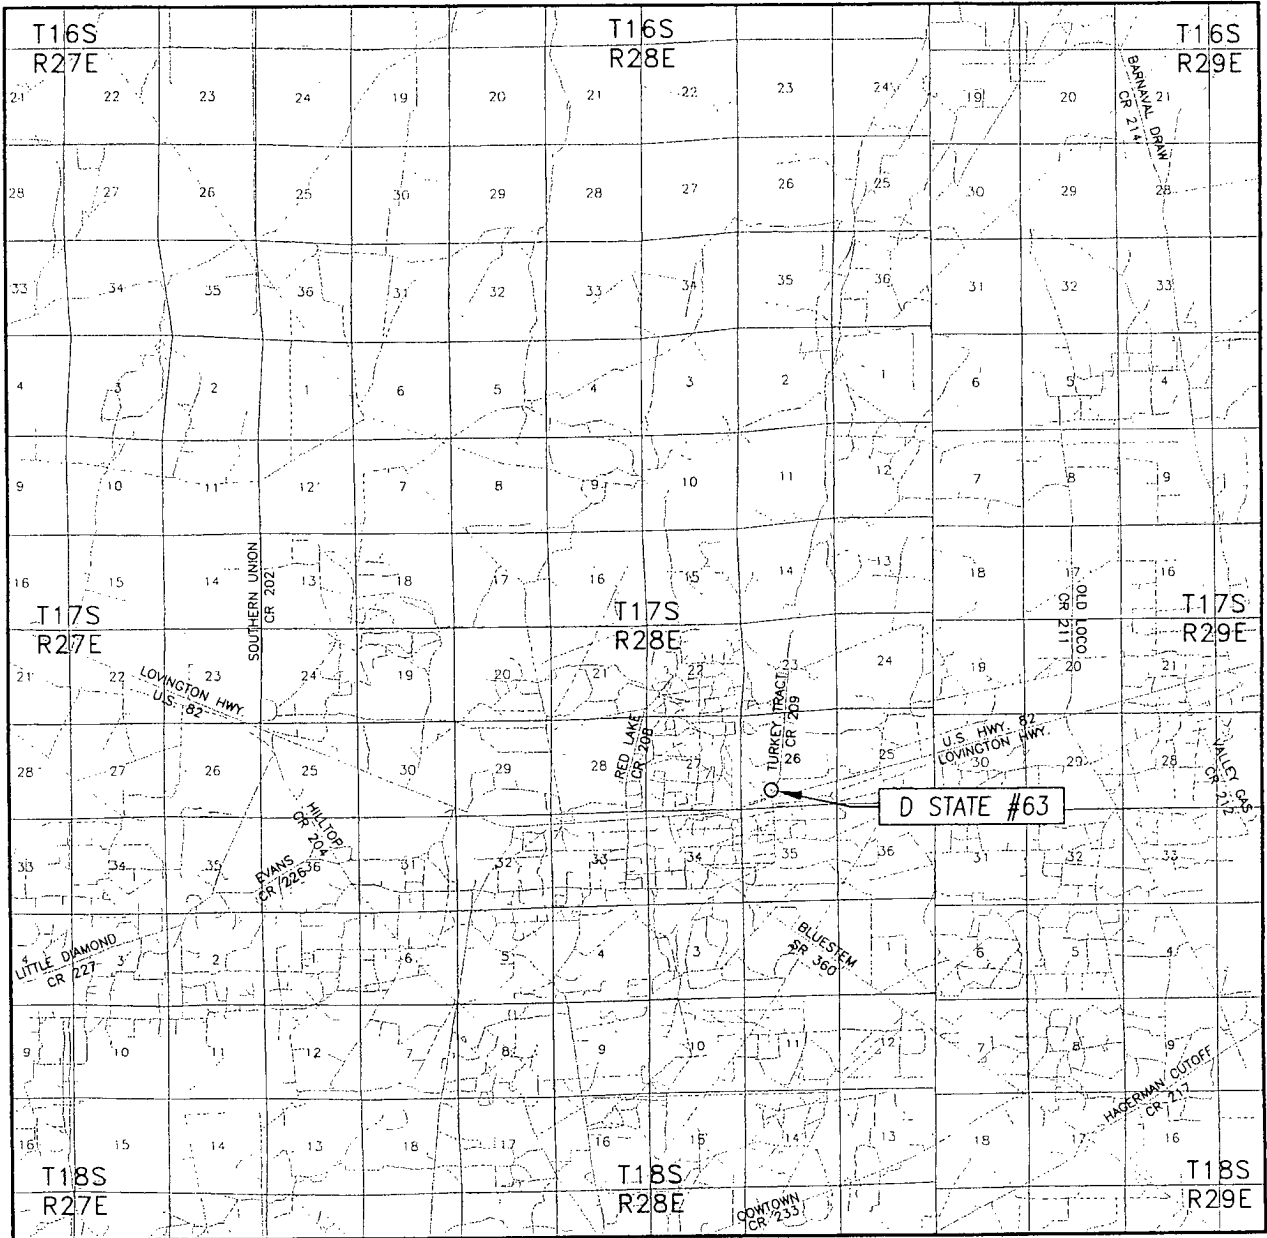 T16S
R27E
T16S
R28E
T16S
R29E
21 22 23 24 19 20 21 22 23 24 19 20 21
BARNAVAL DRAW
CR 214
28 27 26 25 30 29 28 27 26 25 30 29 28
33 34 35 36 31 32 33 34 35 36 31 32 33
4 3 2 1 6 5 4 3 2 1 6 5 4
9 10 11 12 7 8 9 10 11 12 7 8 9
16 15 14 13 18 17 16 15 14 13 18 17 16
SOUTHERN UNION
CR 202
OLD LOCO
CR 211
T17S
R27E
T17S
R28E
T17S
R29E
21 22 23 24 19 20 21 22 23 24 19 20 21
LOVINGTON HWY
U.S. 82
RED LAKE
CR 208
TURKEY TRACT
CR 209
U.S. HWY. 82
LOVINGTON HWY.
VALLEY GAS
CR 212
28 27 26 25 30 29 28 27 26 25 30 29 28
D STATE #63
HILLTOP
CR 204
EVANS
CR 226
33 34 35 36 31 32 33 34 35 36 31 32 33
LITTLE DIAMOND
CR 227
BLUESTEM
SR 360
4 3 2 1 6 5 4 3 2 1 6 5 4
9 10 11 12 7 8 9 10 11 12 7 8 9
HAGERMAN CUTOFF
CR 217
16 15 14 13 18 17 16 15 14 13 18 17 16
T18S
R27E
T18S
R28E
T18S
R29E
COWTOWN
CR 233